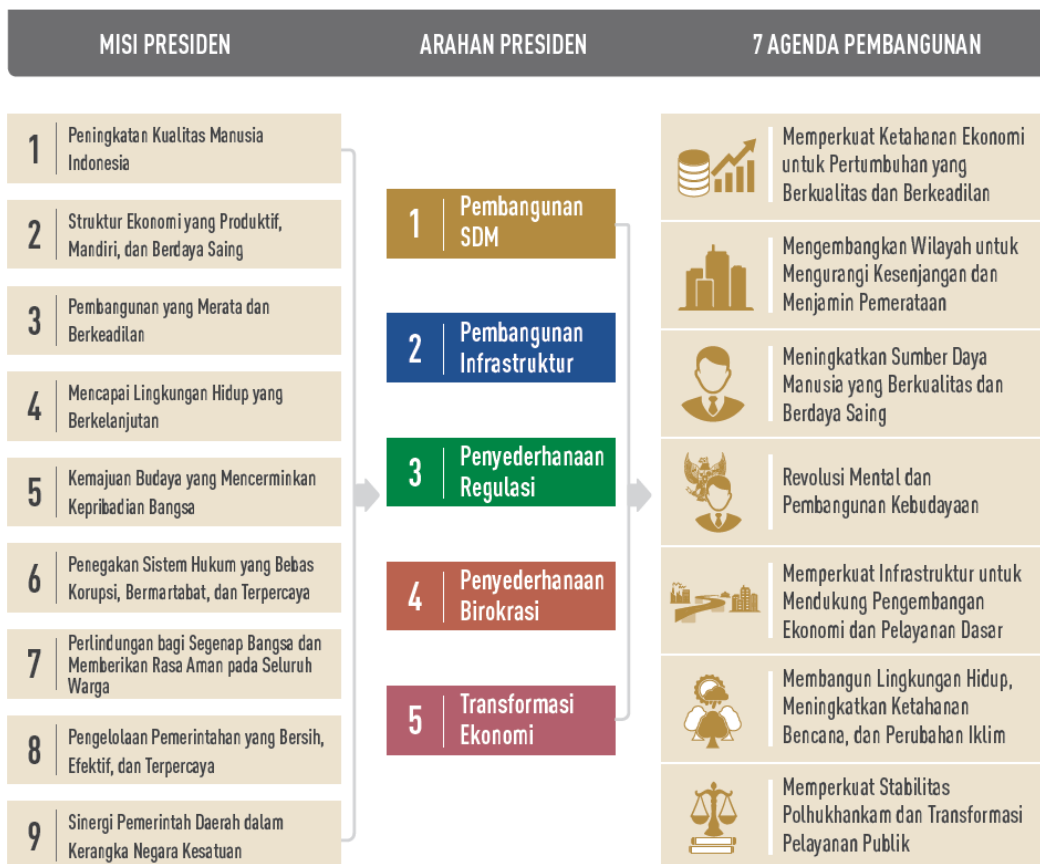 MISI PRESIDEN
ARAHAN PRESIDEN
7 AGENDA PEMBANGUNAN
1
Peningkatan Kualitas Manusia
Indonesia
2
Struktur Ekonomi yang Produktif,
Mandiri, dan Berdaya Saing
3
Pembangunan yang Merata dan
Berkeadilan
4
Mencapai Lingkungan Hidup yang
Berkelanjutan
5
Kemajuan Budaya yang Mencerminkan
Kepribadian Bangsa
6
Penegakan Sistem Hukum yang Bebas
Korupsi, Bermartabat, dan Terpercaya
7
Perlindungan bagi Segenap Bangsa dan
Memberikan Rasa Aman pada Seluruh
Warga
8
Pengelolaan Pemerintahan yang Bersih,
Efektif, dan Terpercaya
9
Sinergi Pemerintah Daerah dalam
Kerangka Negara Kesatuan
1
Pembangunan
SDM
2
Pembangunan
Infrastruktur
3
Penyederhanaan
Regulasi
4
Penyederhanaan
Birokrasi
5
Transformasi
Ekonomi
Memperkuat Ketahanan Ekonomi
untuk Pertumbuhan yang
Berkualitas dan Berkeadilan
Mengembangkan Wilayah untuk
Mengurangi Kesenjangan dan
Menjamin Pemerataan
Meningkatkan Sumber Daya
Manusia yang Berkualitas dan
Berdaya Saing
Revolusi Mental dan
Pembangunan Kebudayaan
Memperkuat Infrastruktur untuk
Mendukung Pengembangan
Ekonomi dan Pelayanan Dasar
Membangun Lingkungan Hidup,
Meningkatkan Ketahanan
Bencana, dan Perubahan Iklim
Memperkuat Stabilitas
Polhukhankam dan Transformasi
Pelayanan Publik